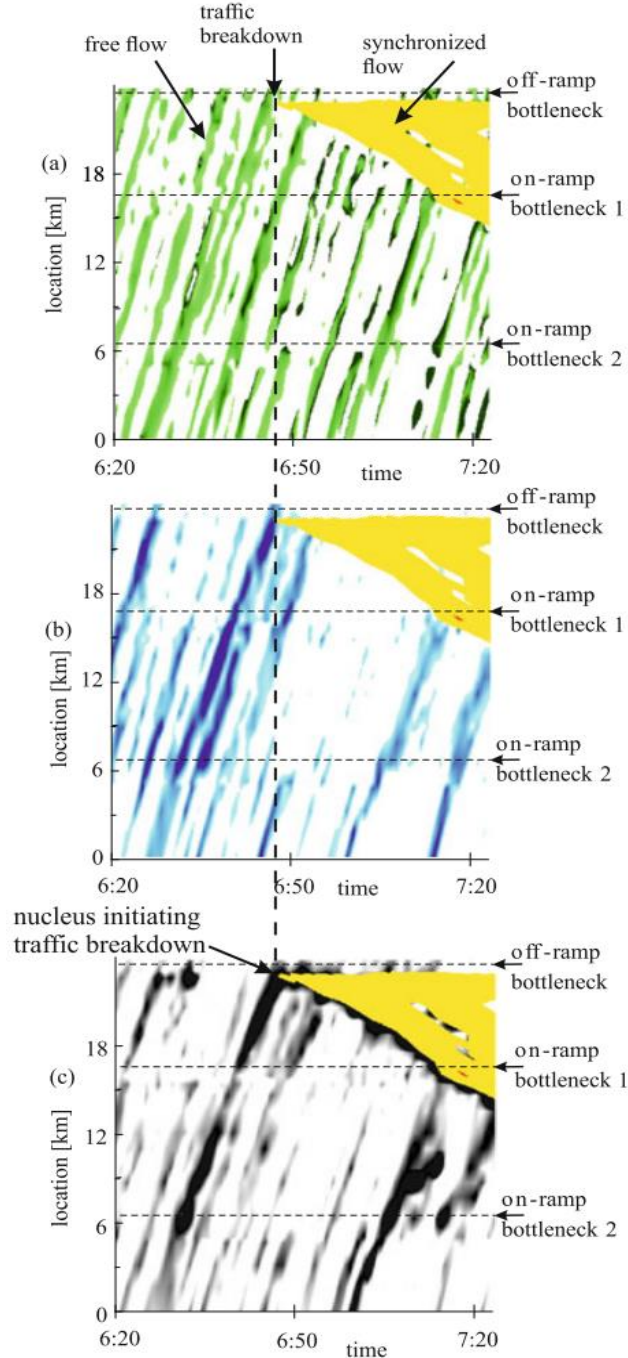 traffic
breakdown
free flow
synchronized
flow
off-ramp
bottleneck
(a)
location [km]
18
12
6
0
on-ramp
bottleneck 1
on-ramp
bottleneck 2
6:20
6:50
time
7:20
off-ramp
bottleneck
(b)
location [km]
18
12
6
0
on-ramp
bottleneck 1
on-ramp
bottleneck 2
6:20
6:50
time
7:20
nucleus initiating
traffic breakdown
off-ramp
bottleneck
(c)
location [km]
18
12
6
0
on-ramp
bottleneck 1
on-ramp
bottleneck 2
6:20
6:50
time
7:20